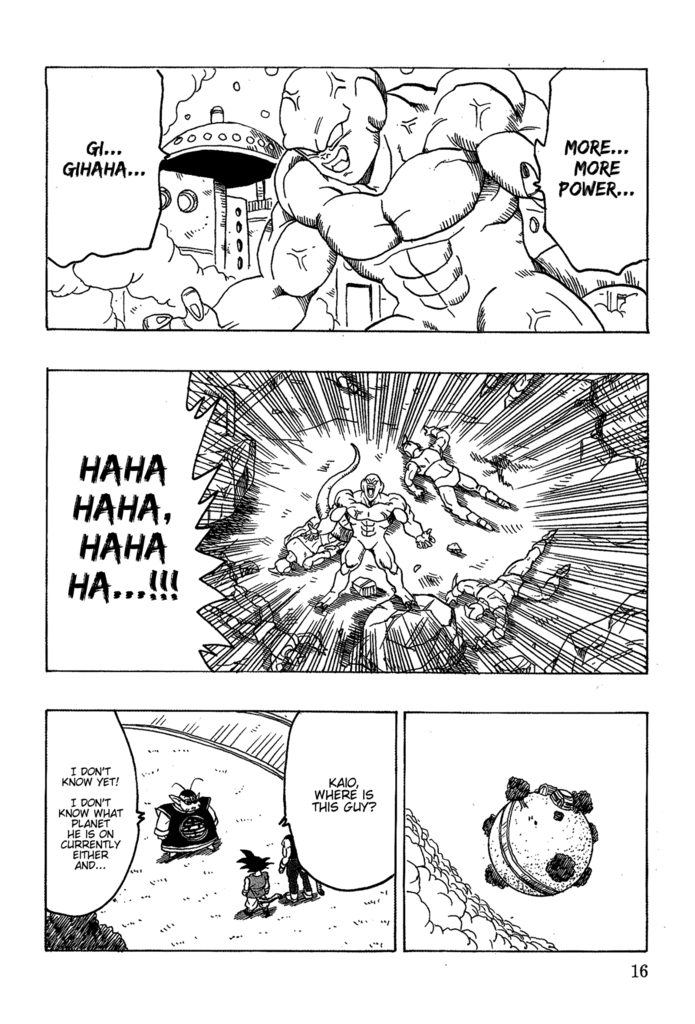 MORE...
MORE
POWER...
GI...
GIHAHA...
HAHA
HAHA,
HAHA
HA...!!!
KAIO,
WHERE IS
THIS GUY?
I DON'T
KNOW YET!
I DON'T
KNOW WHAT
PLANET
HE IS ON
CURRENTLY
EITHER
AND...
16